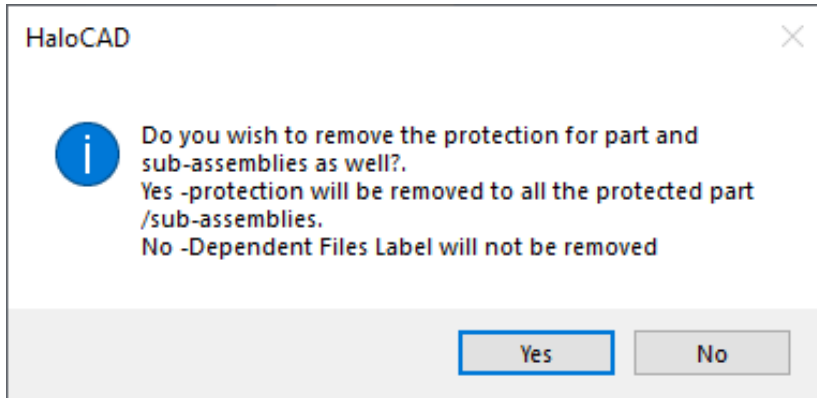 HaloCAD
Do you wish to remove the protection for part and
sub-assemblies as well?.
Yes -protection will be removed to all the protected part
/sub-assemblies.
No -Dependent Files Label will not be removed
Yes
No